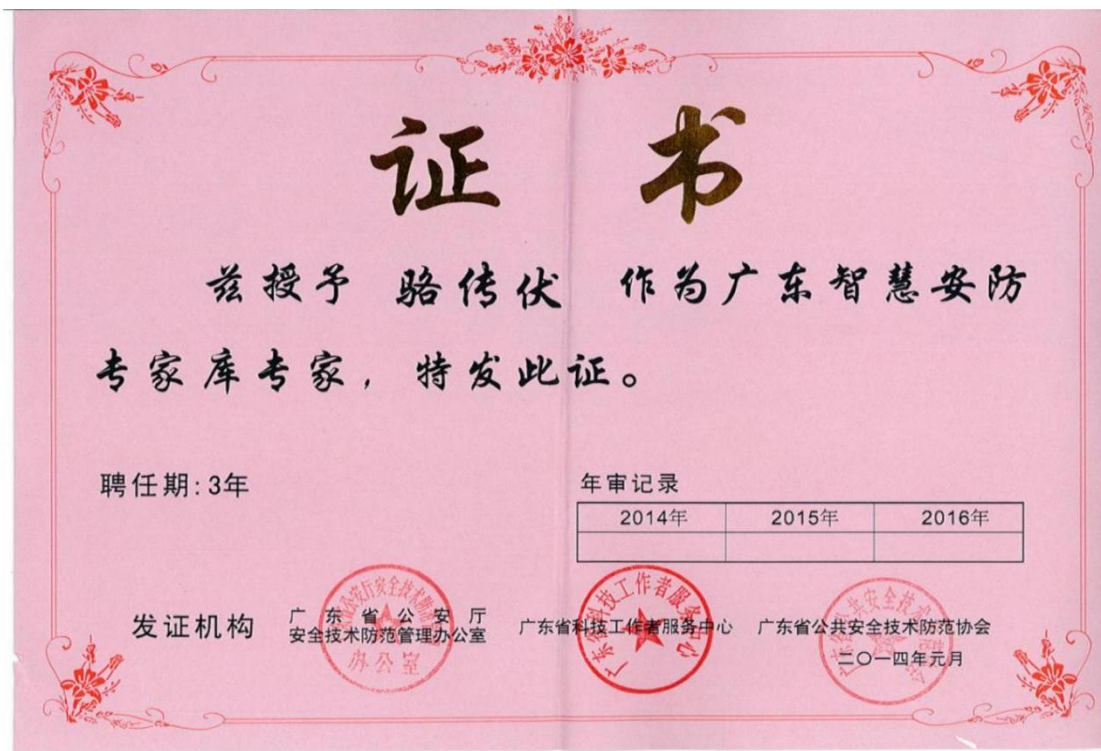 证书
兹授予 骆传伏 作为广东智慧安防
专家库专家，特发此证。
聘任期:3年
年审记录
2014年 2015年 2016年
发证机构
广东省公安厅
安全技术防范管理办公室
广东省科技工作者服务中心
广东省公共安全技术防范协会
二〇一四年元月